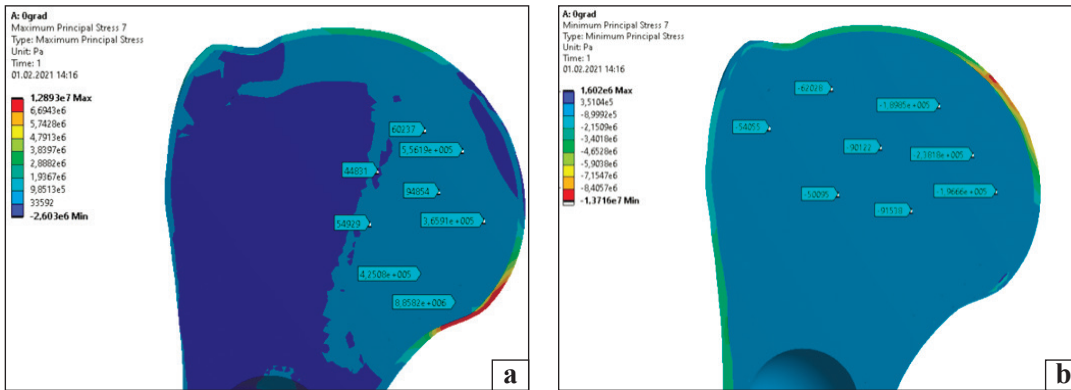 A: 0grad
Maximum Principal Stress 7
Type: Maximum Principal Stress
Unit: Pa
Time: 1
01.02.2021 14:16
1,2893e7 Max
6,6943e6
5,7428e6
4,7913e6
3,8397e6
2,8882e6
1,9367e6
9,8513e5
33592
-2,603e6 Min
60237
5,5619e+005
44831
94854
54929
3,6591e+005
4,2508e+005
8,8582e+006
a
A: 0grad
Minimum Principal Stress 7
Type: Minimum Principal Stress
Unit: Pa
Time: 1
01.02.2021 14:16
1,602e6 Max
3,5104e5
-8,9992e5
-2,1509e6
-3,4018e6
-4,6528e6
-5,9038e6
-7,1547e6
-8,4057e6
-1,3716e7 Min
-62028
-1,8985e+005
-54055
-90122
-2,1818e+005
-50095
-1,9666e+005
-91538
b